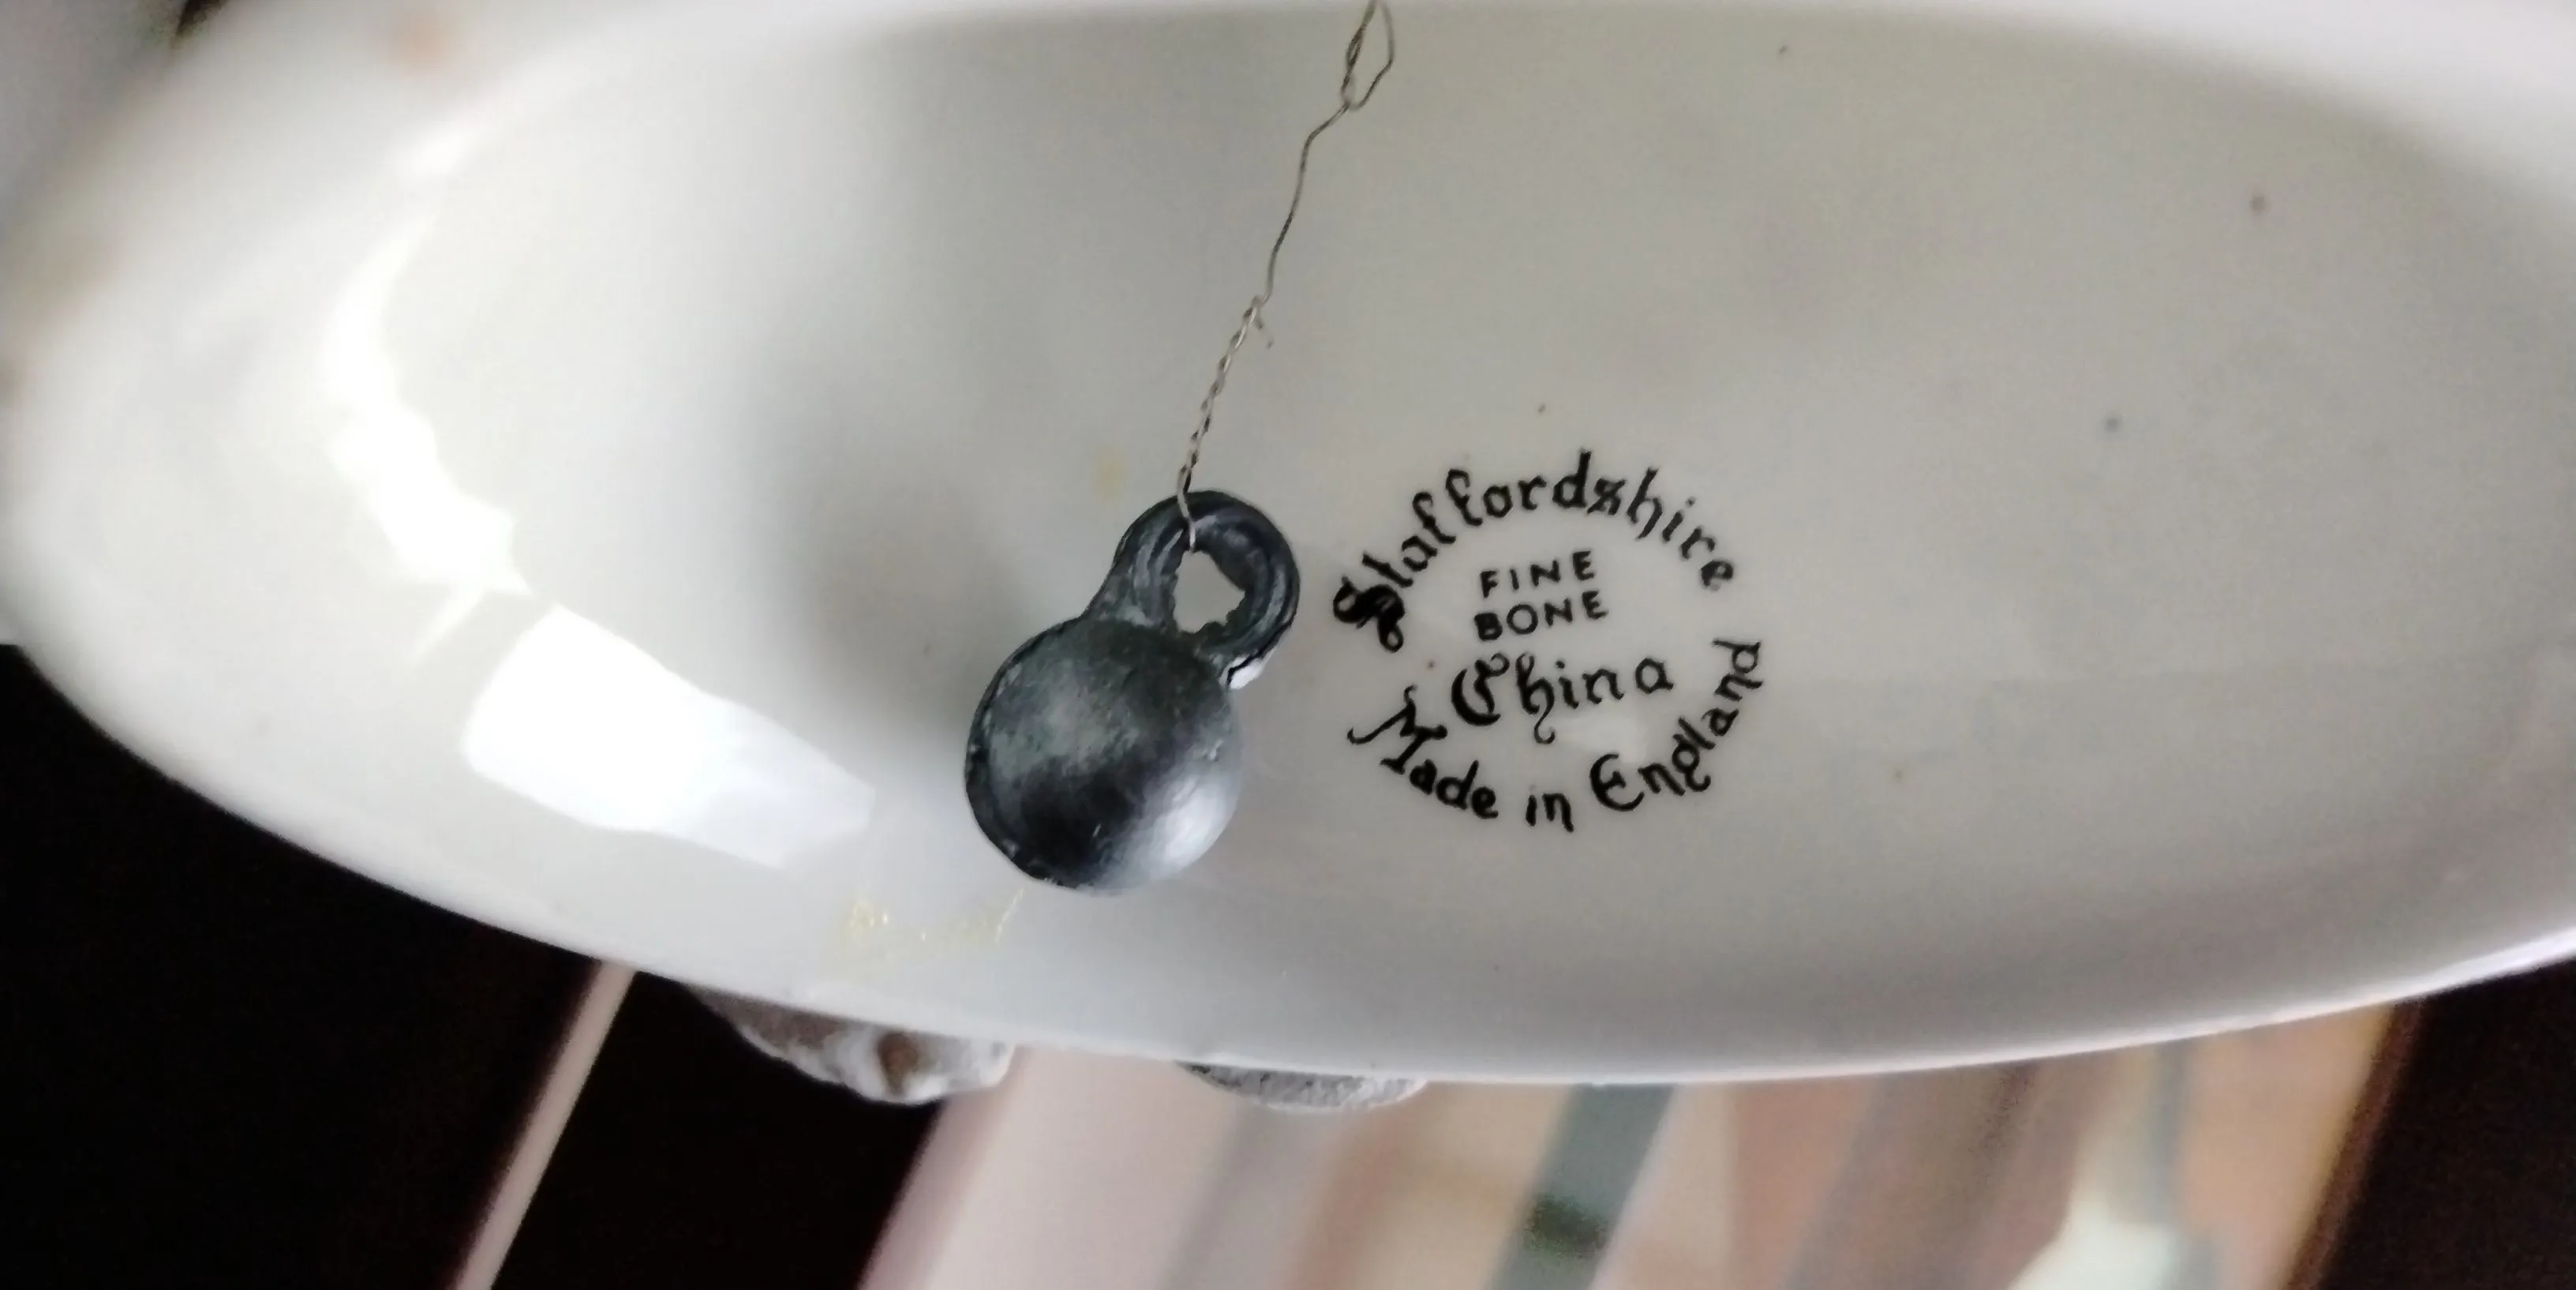 Staffordshire
FINE
BONE
China
Made in England